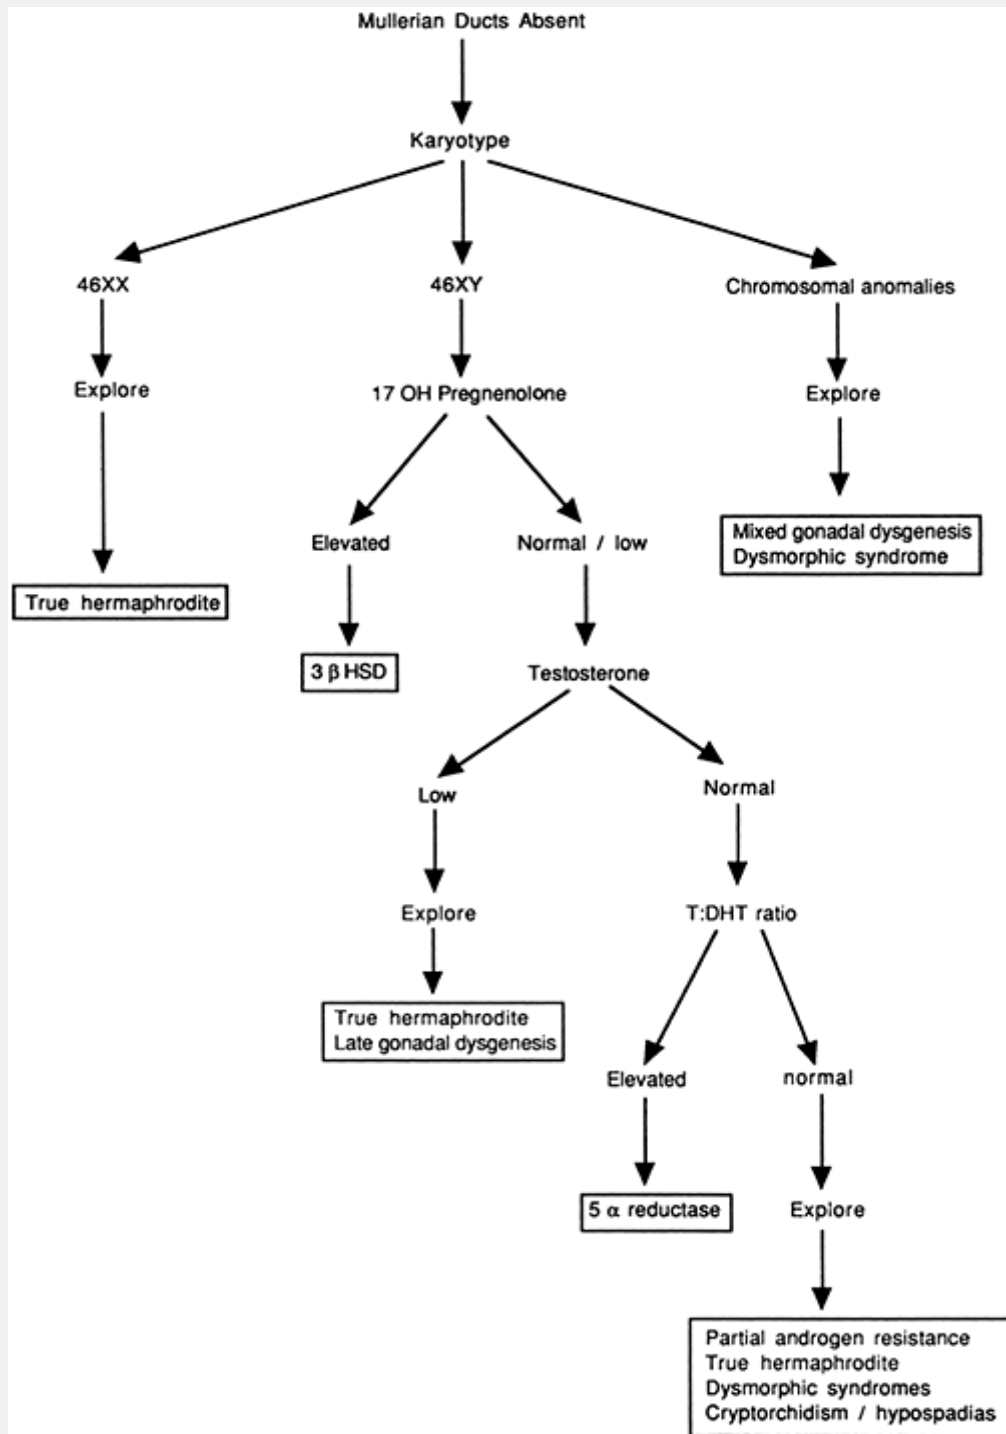 Mullerian Ducts Absent
Karyotype
46XX
46XY
Chromosomal anomalies
Explore
17 OH Pregnenolone
Explore
Elevated
Normal / low
Mixed gonadal dysgenesis
Dysmorphic syndrome
True hermaphrodite
3 β HSD
Testosterone
Low
Normal
Explore
T:DHT ratio
True hermaphrodite
Late gonadal dysgenesis
Elevated
normal
5 α reductase
Explore
Partial androgen resistance
True hermaphrodite
Dysmorphic syndromes
Cryptorchidism / hypospadias